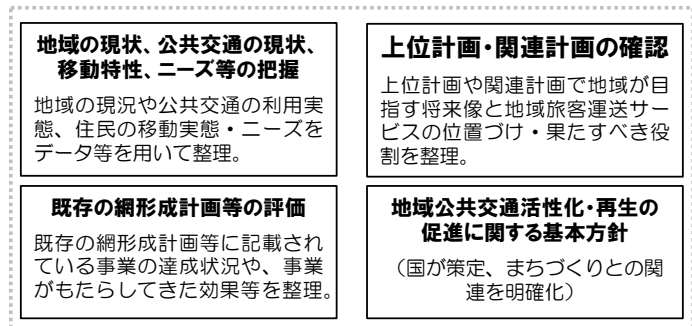 地域の現状、公共交通の現状、
移動特性、ニーズ等の把握
地域の現況や公共交通の利用実
態、住民の移動実態・ニーズを
データ等を用いて整理。
上位計画・関連計画の確認
上位計画や関連計画で地域が目
指す将来像と地域旅客運送サー
ビスの位置づけ・果たすべき役
割を整理。
既存の網形成計画等の評価
既存の網形成計画等に記載され
ている事業の達成状況や、事業
がもたらしてきた効果等を整理。
地域公共交通活性化・再生の
促進に関する基本方針
（国が策定、まちづくりとの関
連を明確化）